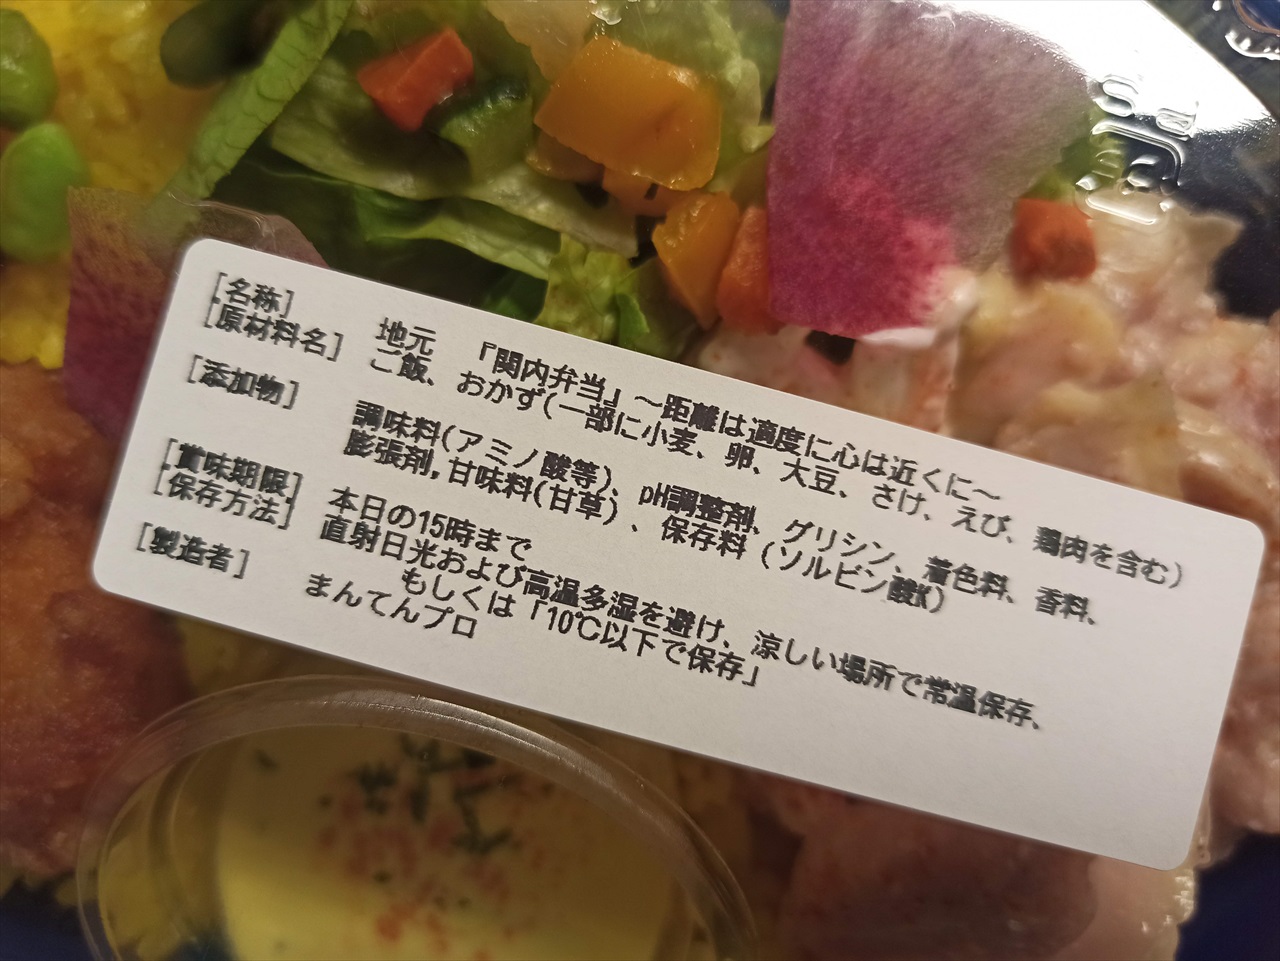 [名称] 地元 『関内弁当』~距離は適度に心は近くに~
[原材料名] ご飯、おかず(一部に小麦、卵、大豆、さけ、えび、鶏肉を含む)
[添加物] 調味料(アミノ酸等)、pH調整剤、グリシン、着色料、香料、
膨張剤,甘味料(甘草)、保存料(ソルビン酸K)
[賞味期限] 本日の15時まで
[保存方法] 直射日光および高温多湿を避け、涼しい場所で常温保存、
もしくは「10℃以下で保存」
[製造者] まんてんプロ